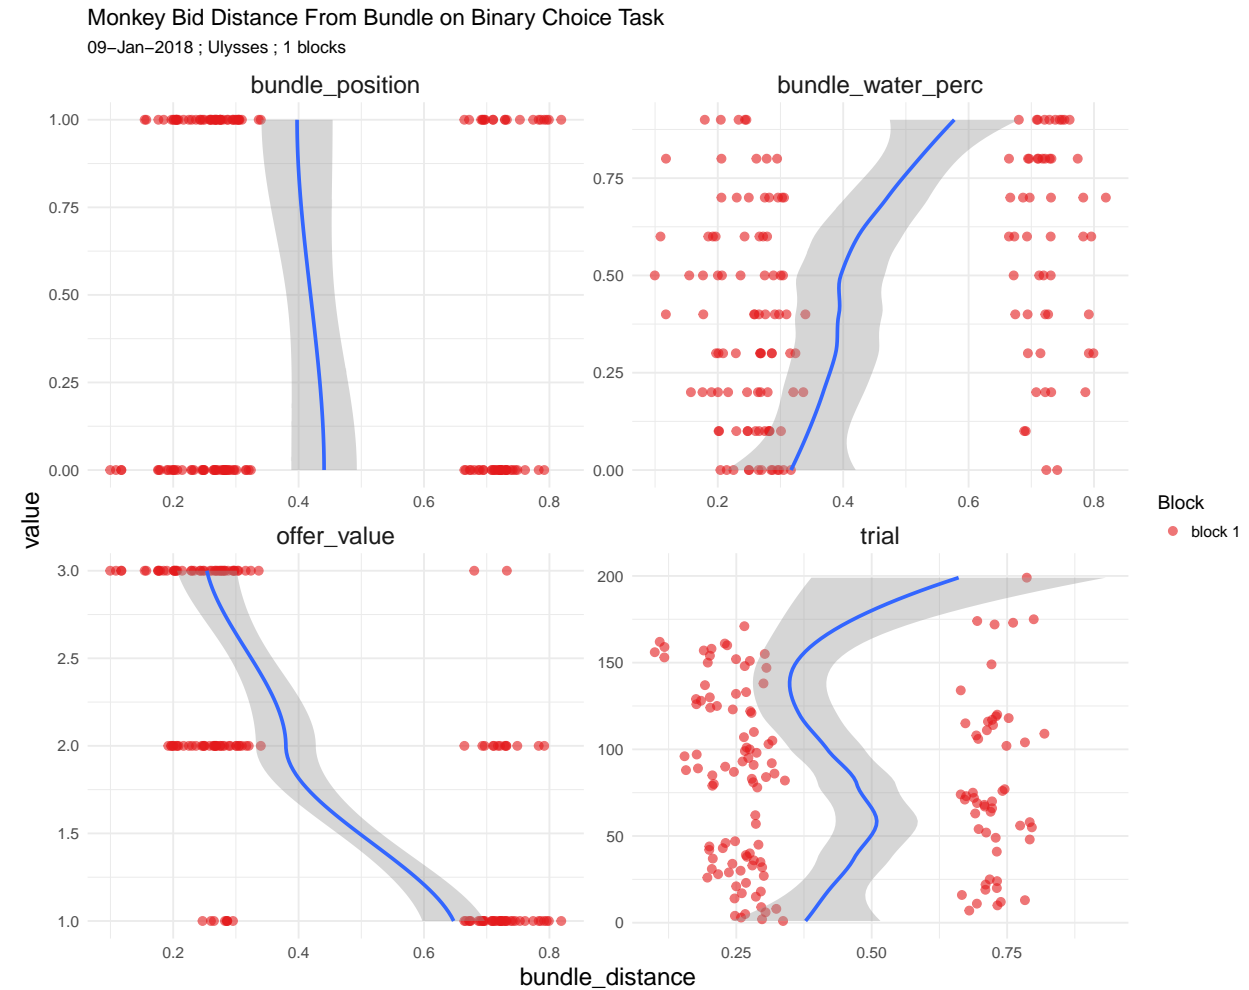 Monkey Bid Distance From Bundle on Binary Choice Task
09−Jan−2018 ; Ulysses ; 1 blocks
bundle_position
bundle_water_perc
1.00
0.75
0.50
0.25
0.00
0.2 0.4 0.6 0.8
0.75
0.50
0.25
0.00
0.2 0.4 0.6 0.8
value
offer_value
trial
3.0
2.5
2.0
1.5
1.0
0.2 0.4 0.6 0.8
200
150
100
50
0
0.25 0.50 0.75
bundle_distance
Block
block 1